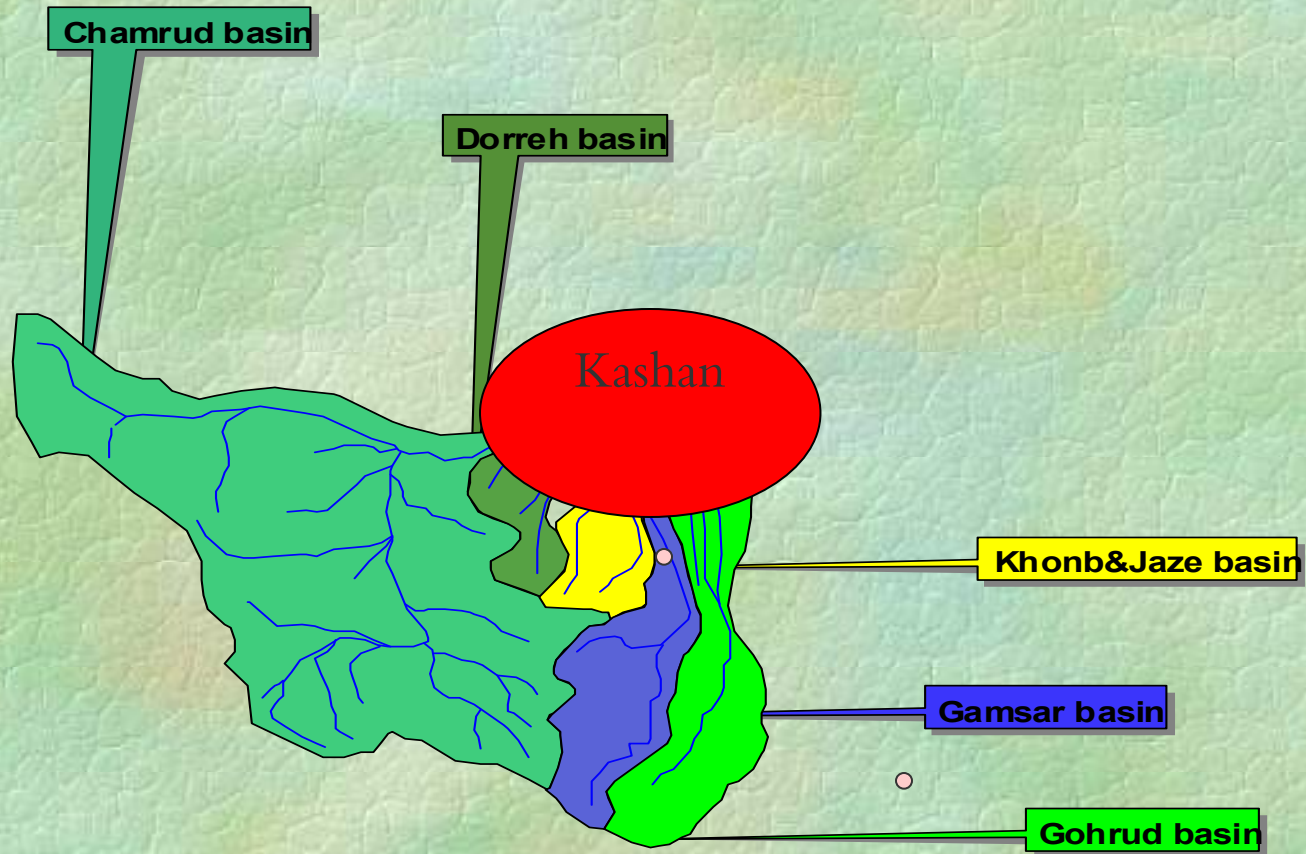 Chamrud basin
Dorreh basin
Kashan
Khonb&Jaze basin
Gamsar basin
Gohrud basin